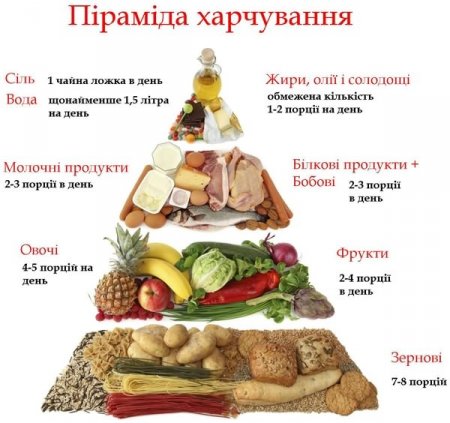 Піраміда харчування
Сіль 1 чайна ложка в день
Вода щонайменше 1,5 літра
на день
Жири, олії і солодощі
обмежена кількість
1-2 порції на день
Молочні продукти
2-3 порції в день
Білкові продукти +
Бобові 2-3 порції
в день
Овочі
4-5 порцій на
день
Фрукти
2-4 порції
в день
Зернові
7-8 порцій